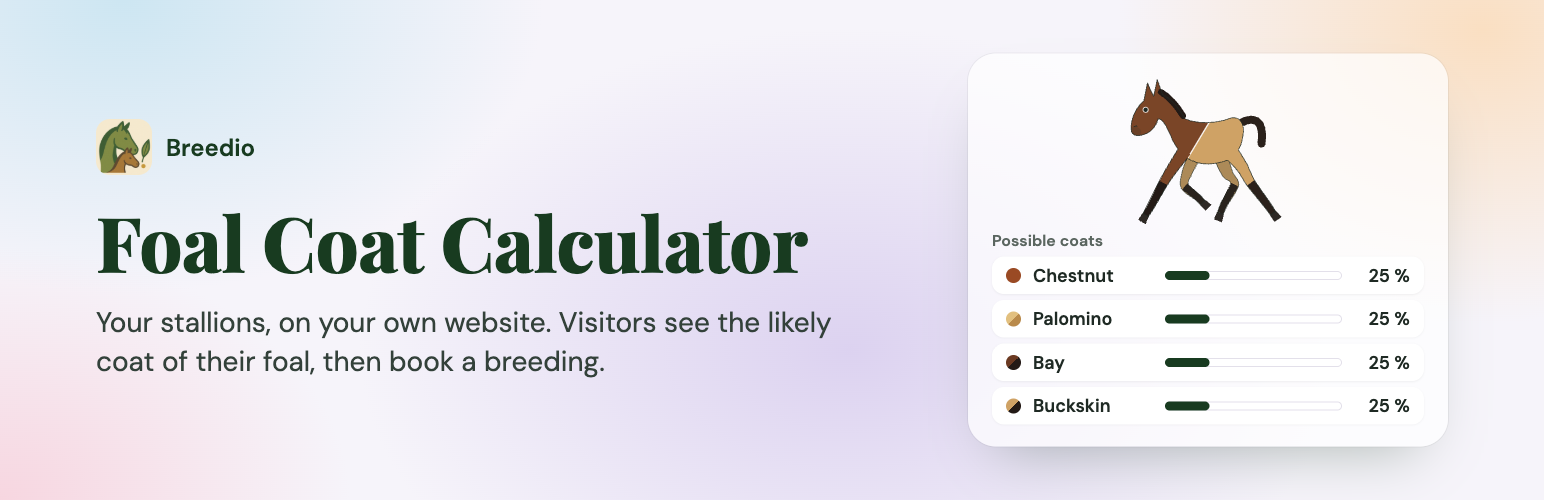 Breedio
Foal Coat Calculator
Your stallions, on your own website. Visitors see the likely
coat of their foal, then book a breeding.
Possible coats
Chestnut 25 %
Palomino 25 %
Bay 25 %
Buckskin 25 %